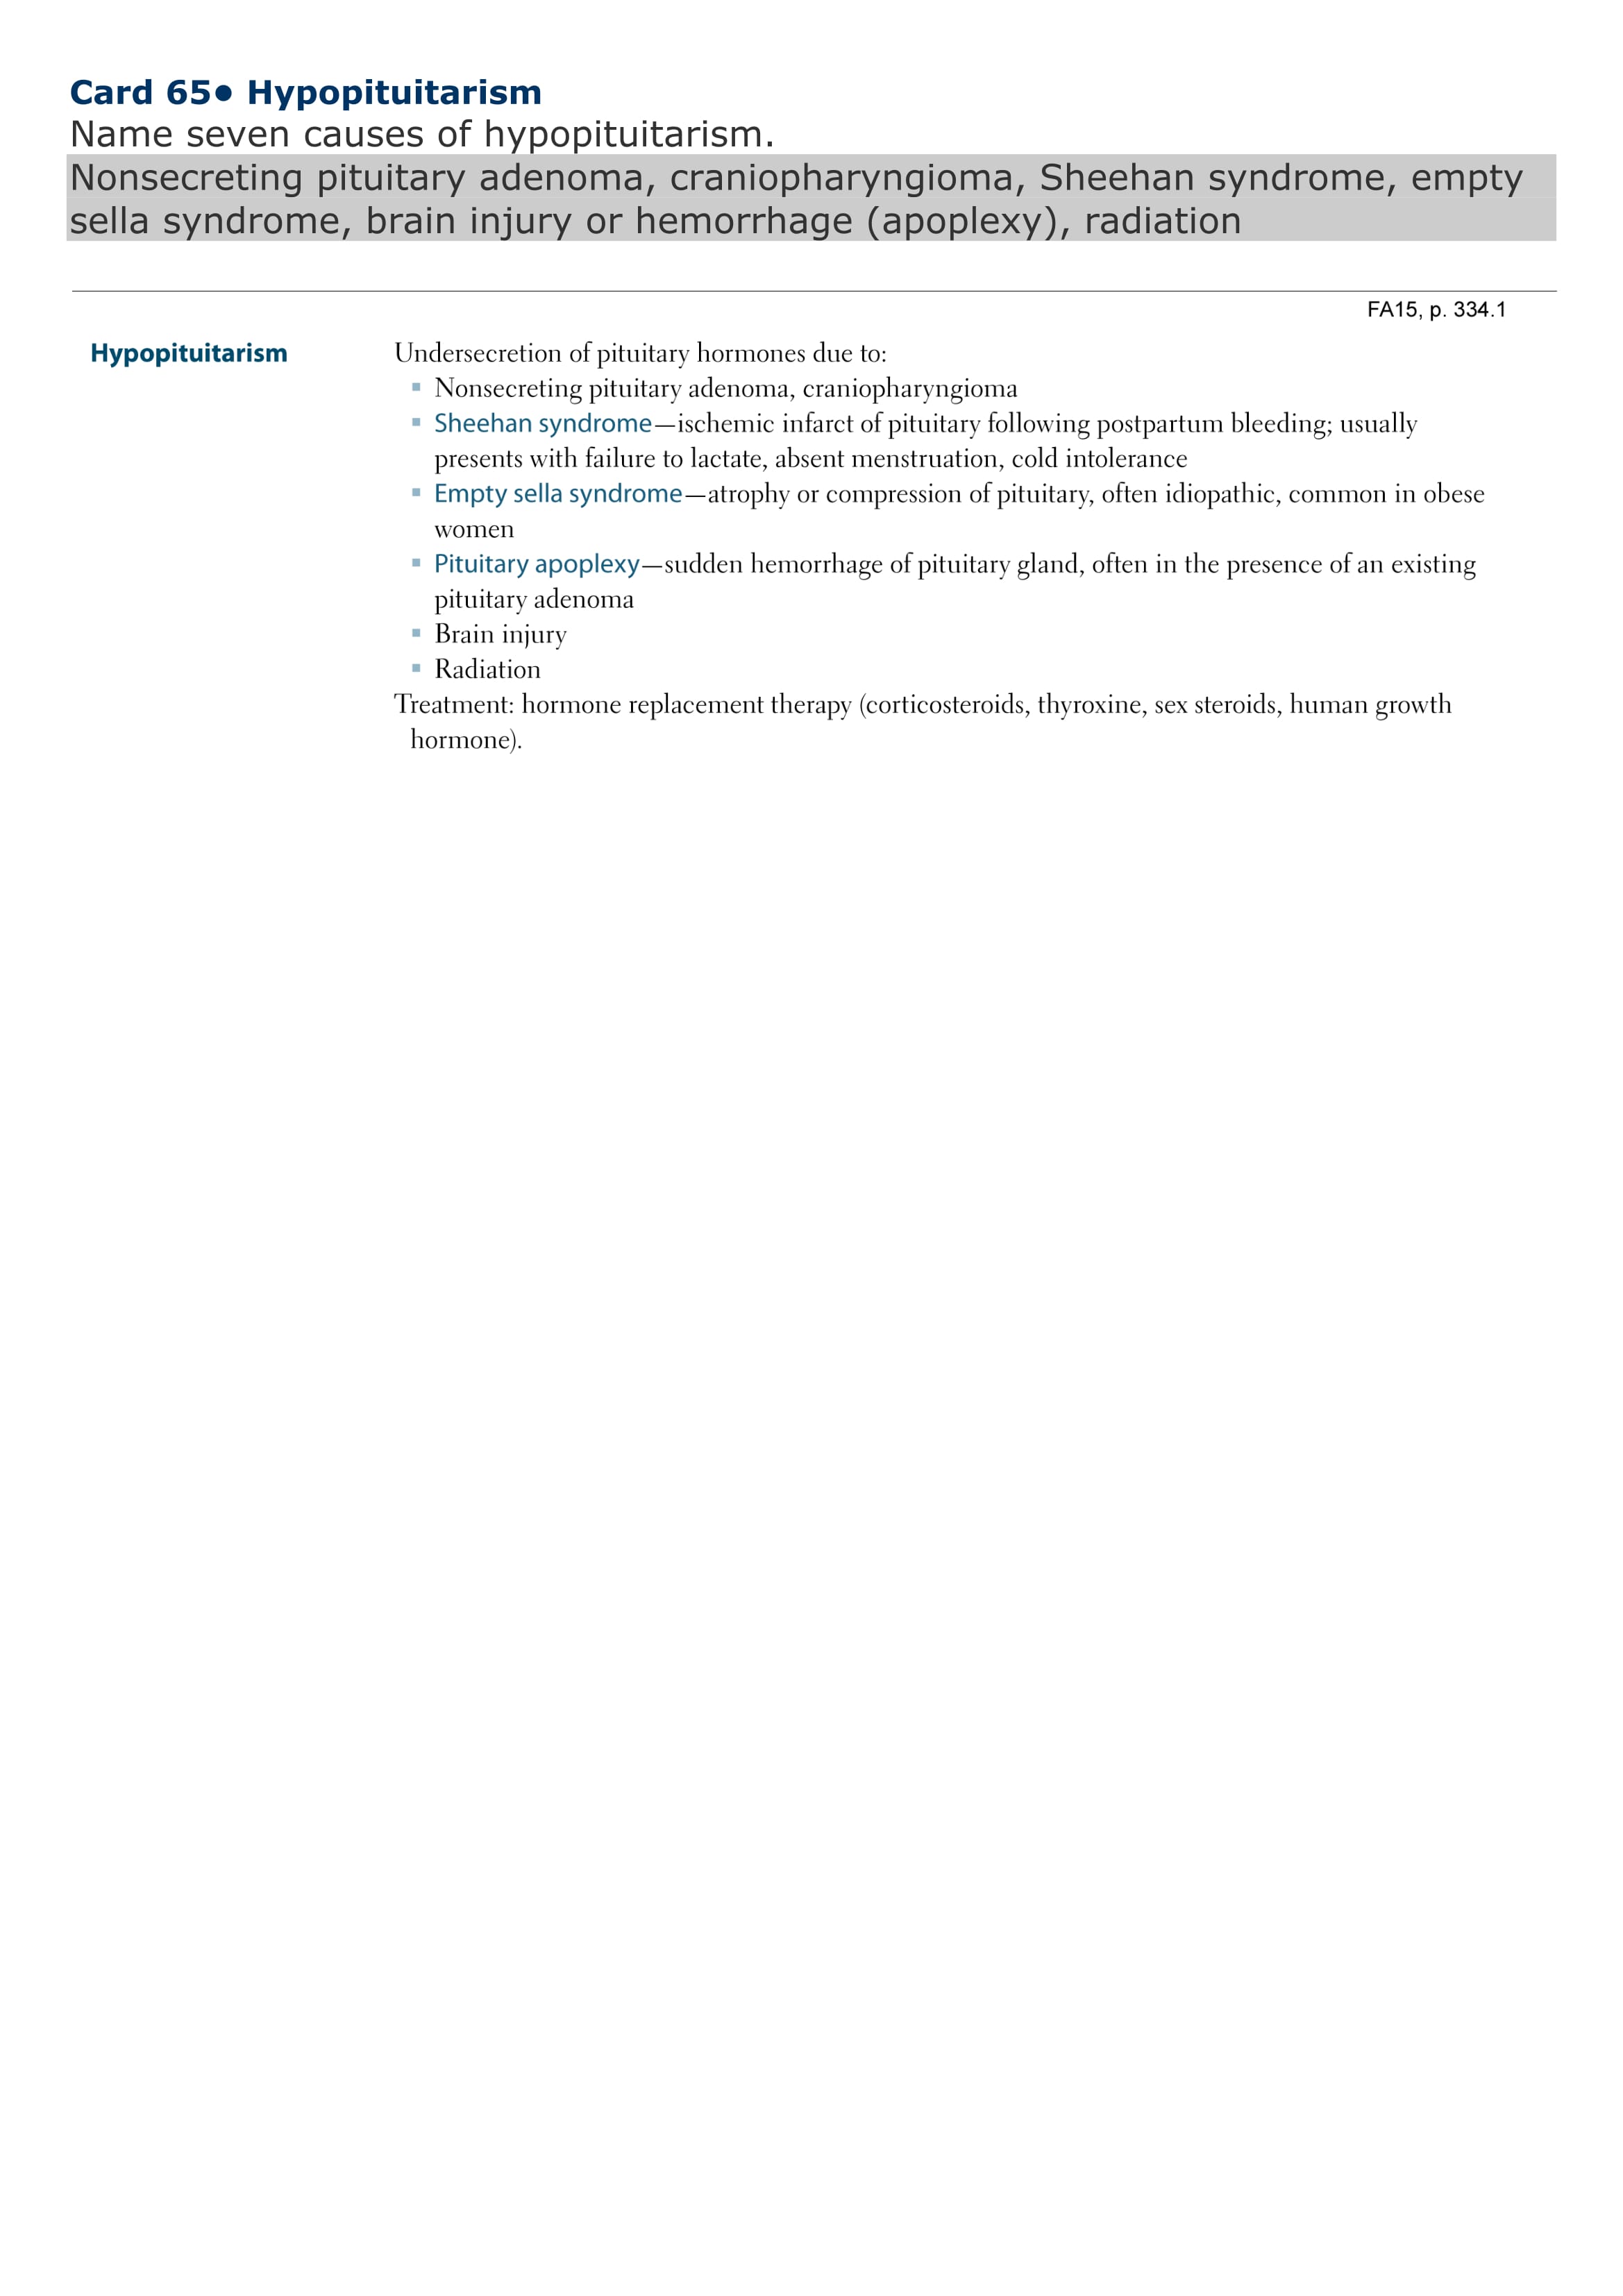 Card 65• Hypopituitarism
Name seven causes of hypopituitarism.
Nonsecreting pituitary adenoma, craniopharyngioma, Sheehan syndrome, empty
sella syndrome, brain injury or hemorrhage (apoplexy), radiation
FA15, p. 334.1
Hypopituitarism
Undersecretion of pituitary hormones due to:
▪ Nonsecreting pituitary adenoma, craniopharyngioma
▪ Sheehan syndrome—ischemic infarct of pituitary following postpartum bleeding; usually
presents with failure to lactate, absent menstruation, cold intolerance
▪ Empty sella syndrome—atrophy or compression of pituitary, often idiopathic, common in obese
women
▪ Pituitary apoplexy—sudden hemorrhage of pituitary gland, often in the presence of an existing
pituitary adenoma
▪ Brain injury
▪ Radiation
Treatment: hormone replacement therapy (corticosteroids, thyroxine, sex steroids, human growth
hormone).